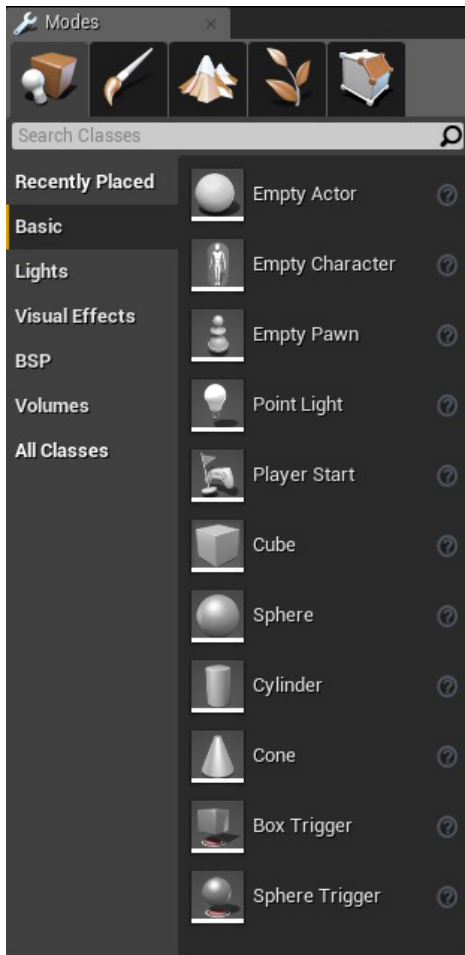 Modes
Search Classes
Recently Placed
Basic
Lights
Visual Effects
BSP
Volumes
All Classes
Empty Actor
Empty Character
Empty Pawn
Point Light
Player Start
Cube
Sphere
Cylinder
Cone
Box Trigger
Sphere Trigger